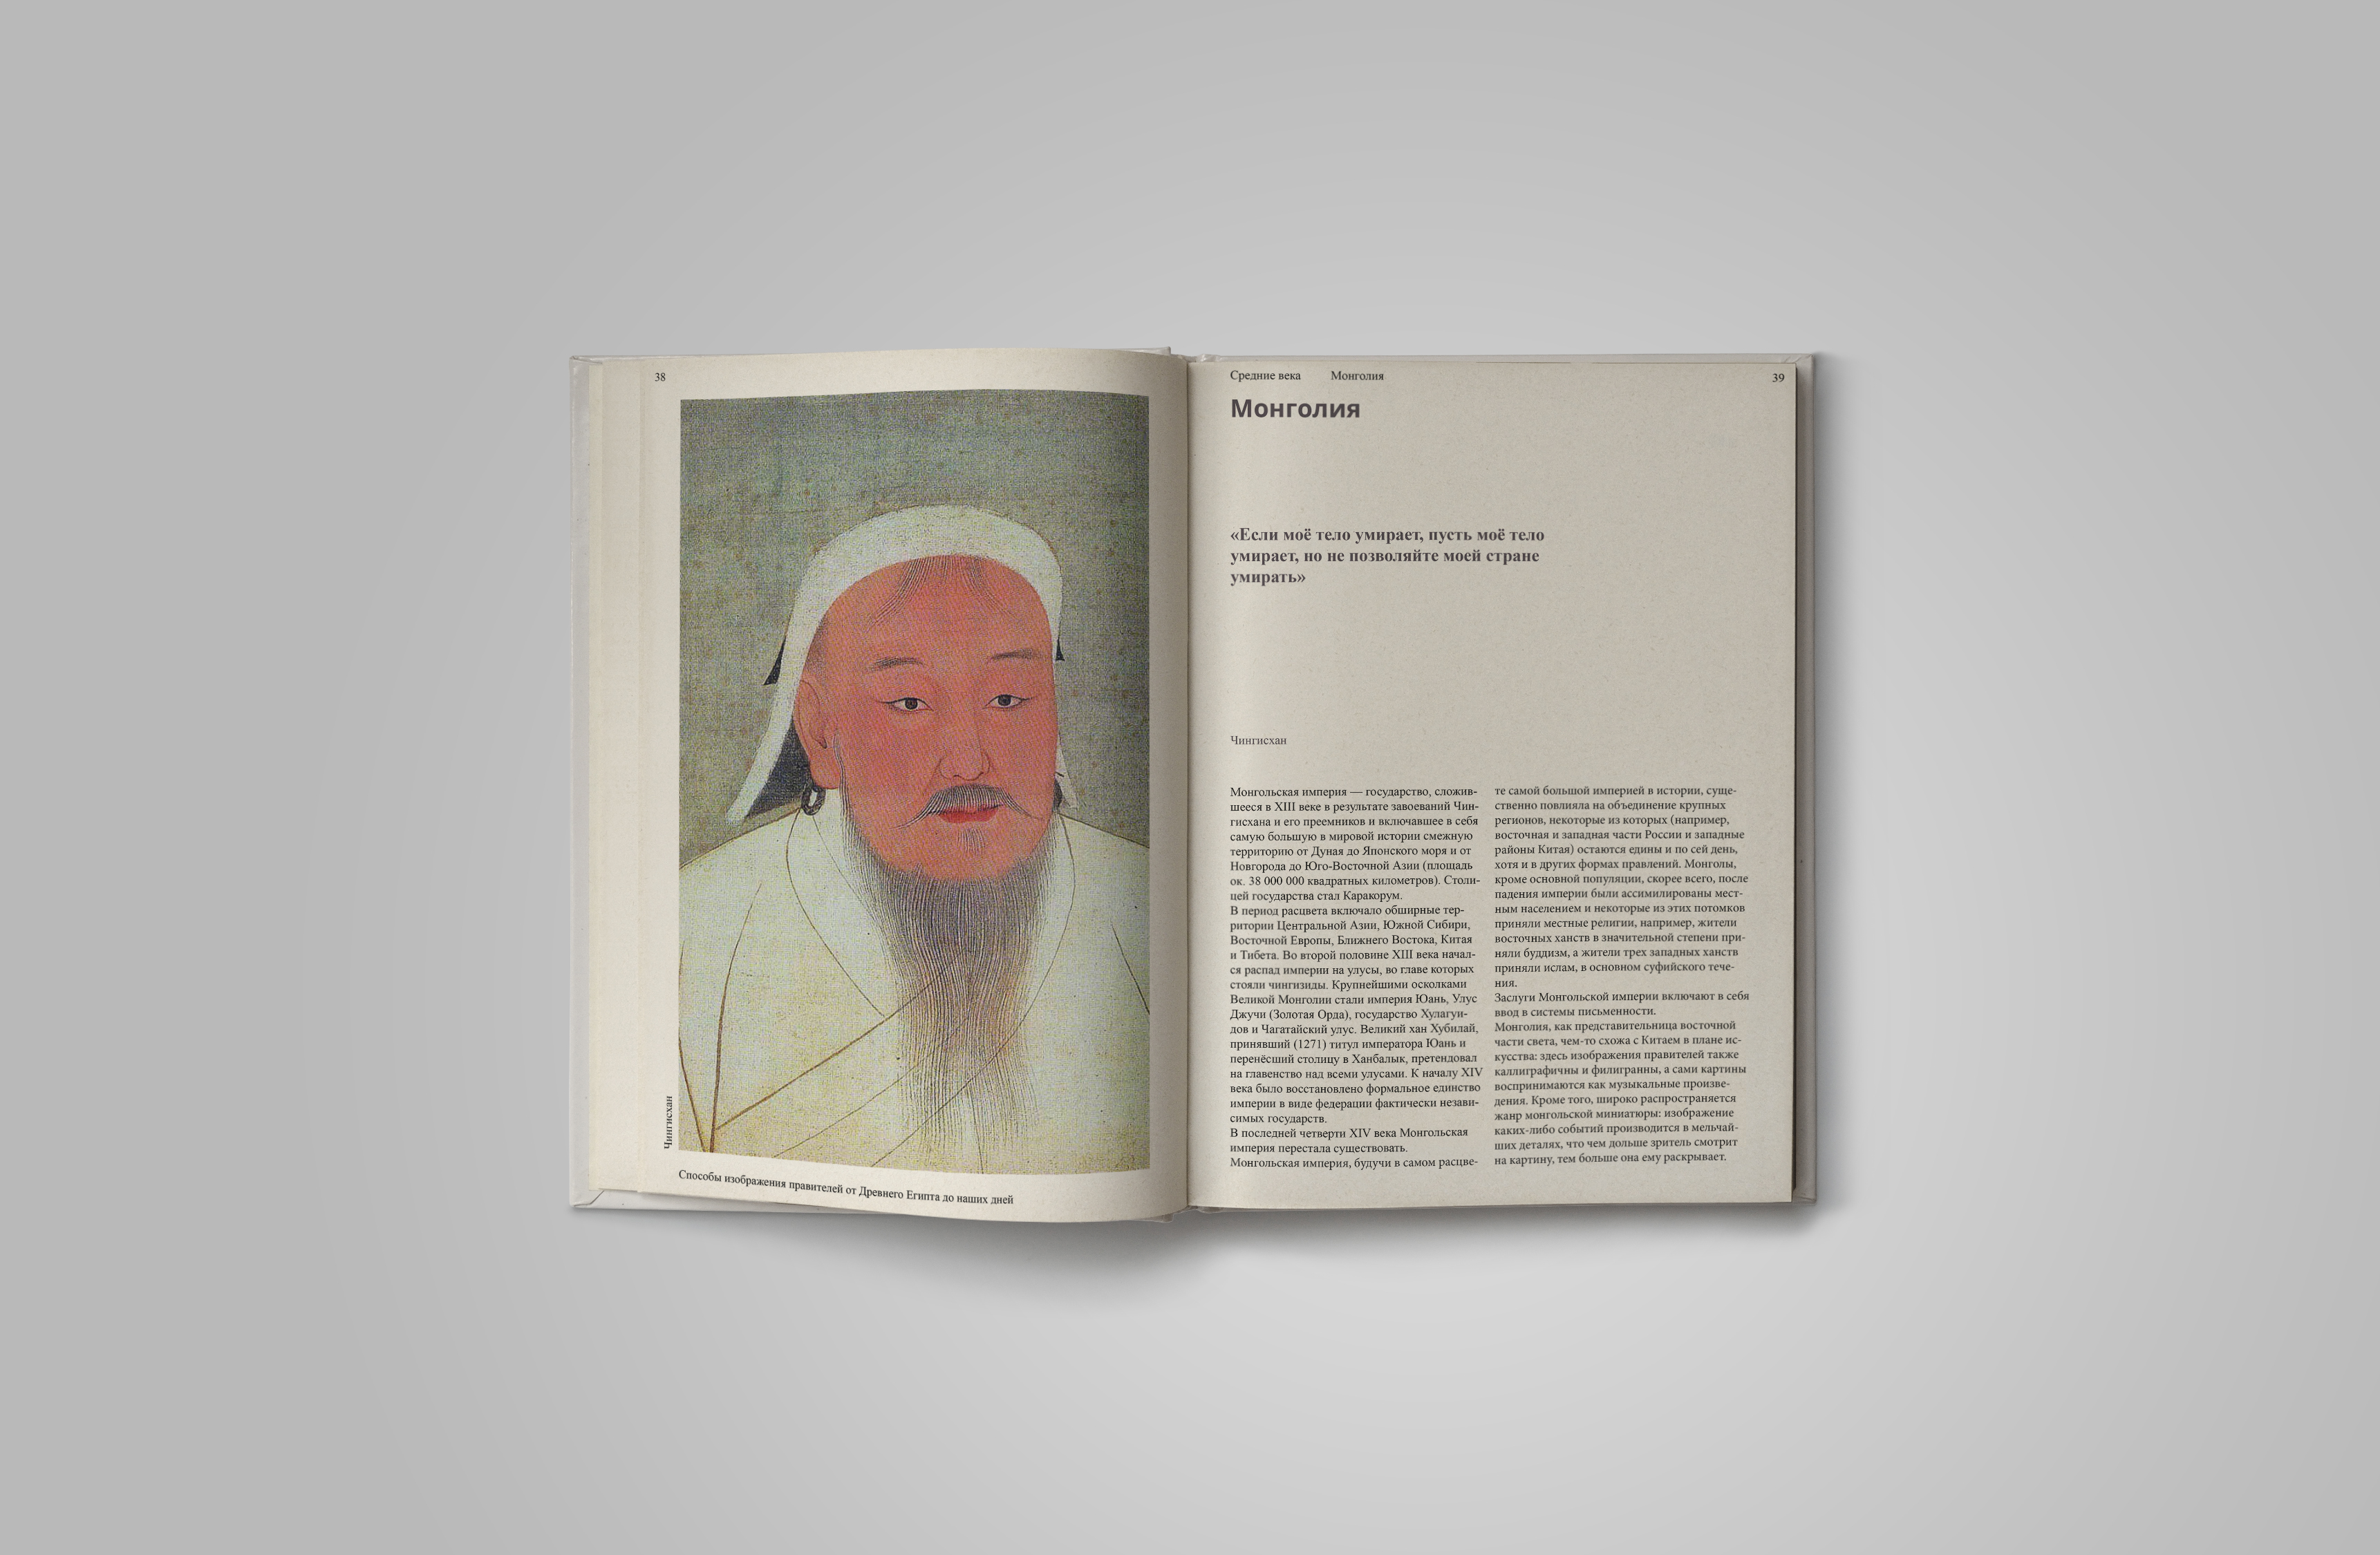 38
Чингисхан
Способы изображения правителей от Древнего Египта до наших дней
Средние века Монголия
39
Монголия
«Если моё тело умирает, пусть моё тело
умирает, но не позволяйте моей стране
умирать»
Чингисхан
Монгольская империя — государство, сложив-
шееся в XIII веке в результате завоеваний Чин-
гисхана и его преемников и включавшее в себя
самую большую в мировой истории смежную
территорию от Дуная до Японского моря и от
Новгорода до Юго-Восточной Азии (площадь
ок. 38 000 000 квадратных километров). Столи-
цей государства стал Каракорум.
В период расцвета включало обширные тер-
ритории Центральной Азии, Южной Сибири,
Восточной Европы, Ближнего Востока, Китая
и Тибета. Во второй половине XIII века начал-
ся распад империи на улусы, во главе которых
стояли чингизиды. Крупнейшими осколками
Великой Монголии стали империя Юань, Улус
Джучи (Золотая Орда), государство Хулагуи-
дов и Чагатайский улус. Великий хан Хубилай,
принявший (1271) титул императора Юань и
перенёсший столицу в Ханбалык, претендовал
на главенство над всеми улусами. К началу XIV
века было восстановлено формальное единство
империи в виде федерации фактически незави-
симых государств.
В последней четверти XIV века Монгольская
империя перестала существовать.
Монгольская империя, будучи в самом расцве-
те самой большой империей в истории, суще-
ственно повлияла на объединение крупных
регионов, некоторые из которых (например,
восточная и западная части России и западные
районы Китая) остаются едины и по сей день,
хотя и в других формах правлений. Монголы,
кроме основной популяции, скорее всего, после
падения империи были ассимилированы мест-
ным населением и некоторые из этих потомков
приняли местные религии, например, жители
восточных ханств в значительной степени при-
няли буддизм, а жители трех западных ханств
приняли ислам, в основном суфийского тече-
ния.
Заслуги Монгольской империи включают в себя
ввод в системы письменности.
Монголия, как представительница восточной
части света, чем-то схожа с Китаем в плане ис-
кусства: здесь изображения правителей также
каллиграфичны и филигранны, а сами картины
воспринимаются как музыкальные произве-
дения. Кроме того, широко распространяется
жанр монгольской миниатюры: изображение
каких-либо событий производится в мельчай-
ших деталях, что чем дольше зритель смотрит
на картину, тем больше она ему раскрывает.